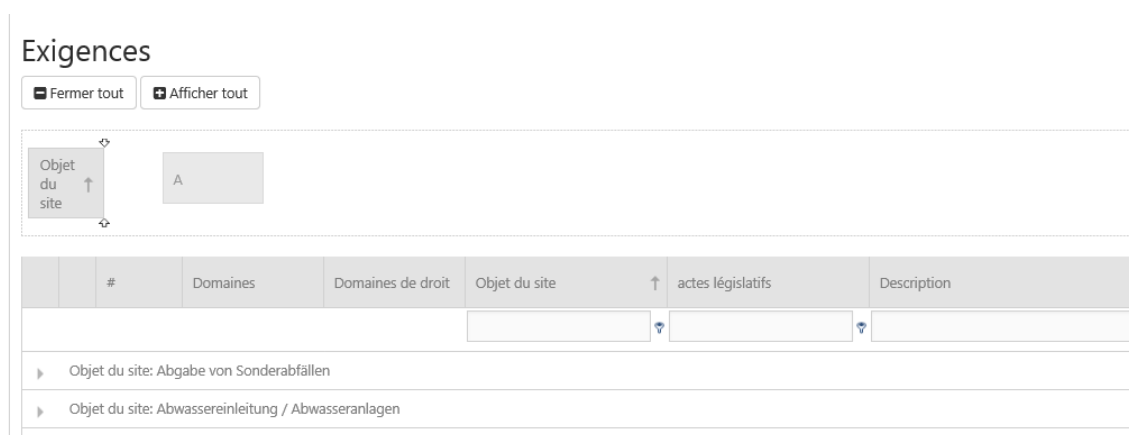 Exigences
Fermer tout Afficher tout
Objet
du
site
A
# Domaines Domaines de droit Objet du site actes législatifs Description
Objet du site: Abgabe von Sonderabfällen
Objet du site: Abwassereinleitung / Abwasseranlagen